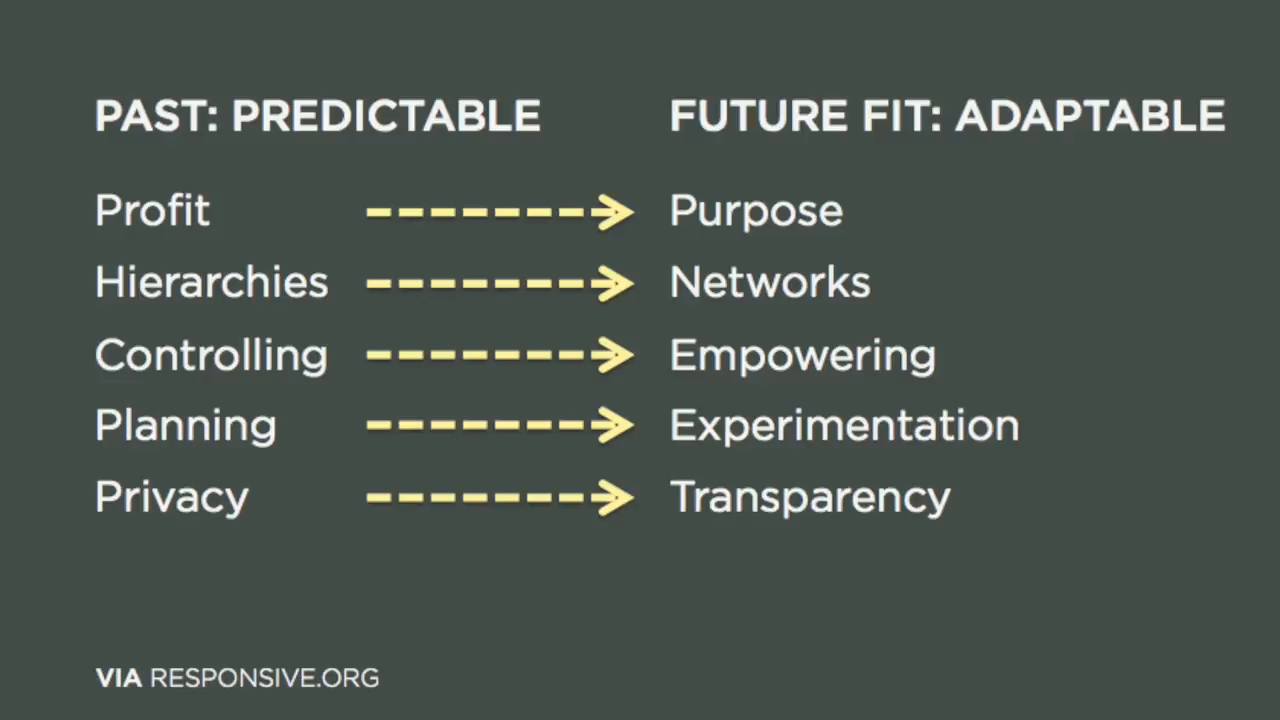 PAST: PREDICTABLE FUTURE FIT: ADAPTABLE
Profit Purpose
Hierarchies Networks
Controlling Empowering
Planning Experimentation
Privacy Transparency
VIA RESPONSIVE.ORG